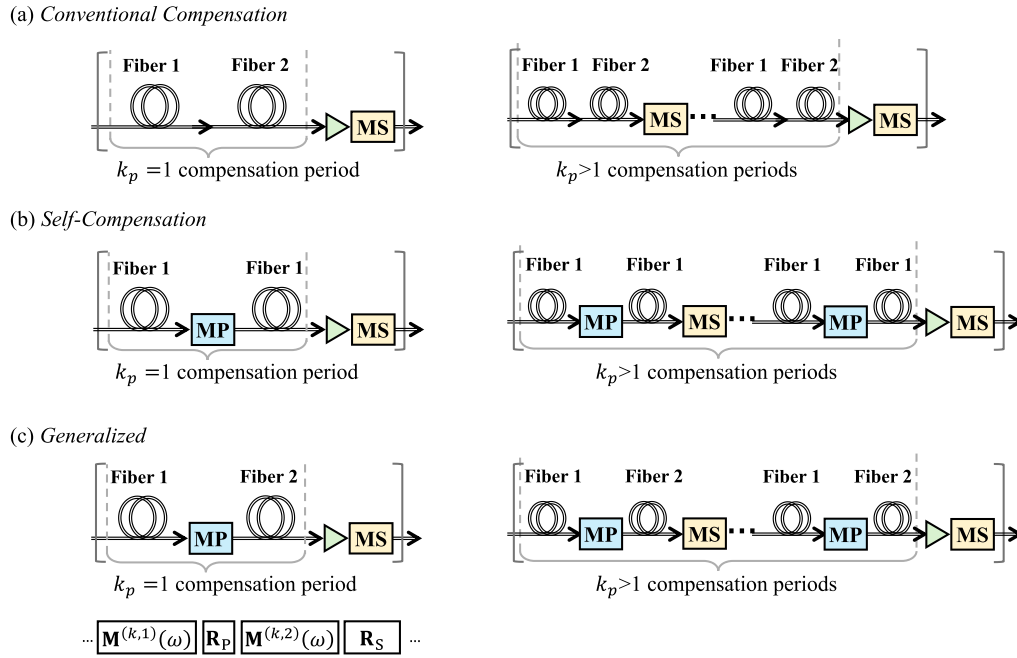 (a) Conventional Compensation
Fiber 1 Fiber 2 Fiber 1 Fiber 2 Fiber 1 Fiber 2
MS MS ... MS
k_p = 1 compensation period k_p>1 compensation periods
(b) Self-Compensation
Fiber 1 Fiber 1 Fiber 1 Fiber 1 Fiber 1 Fiber 1
MP MS MP MS ... MP MS
k_p = 1 compensation period k_p>1 compensation periods
(c) Generalized
Fiber 1 Fiber 2 Fiber 1 Fiber 2 Fiber 1 Fiber 2
MP MS MP MS ... MP MS
k_p = 1 compensation period k_p>1 compensation periods
... M^{(k,1)}(ω) R_P M^{(k,2)}(ω) R_S ...